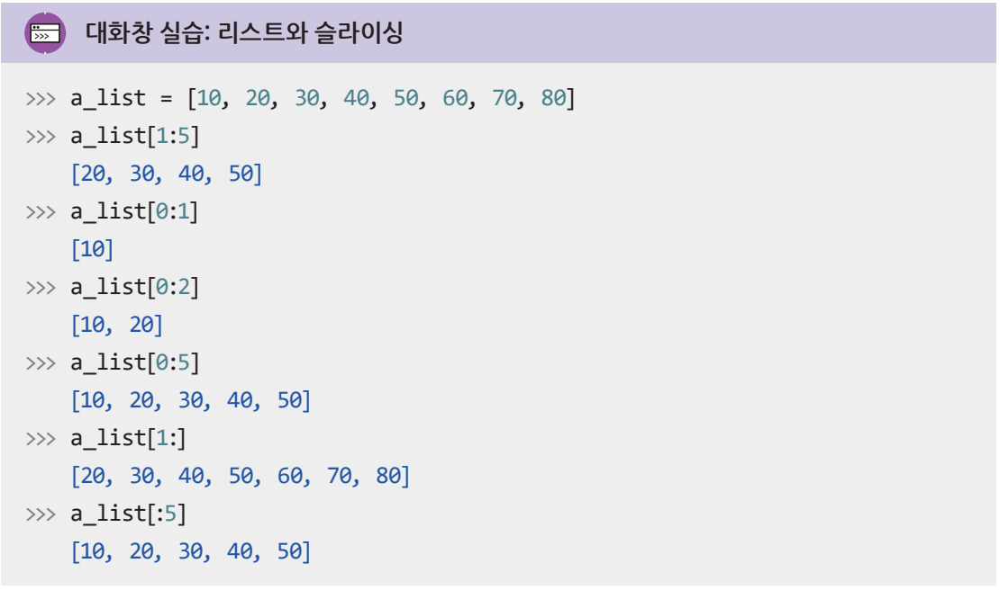 >>>
대화창 실습: 리스트와 슬라이싱
>>> a_list = [10, 20, 30, 40, 50, 60, 70, 80]
>>> a_list[1:5]
[20, 30, 40, 50]
>>> a_list[0:1]
[10]
>>> a_list[0:2]
[10, 20]
>>> a_list[0:5]
[10, 20, 30, 40, 50]
>>> a_list[1:]
[20, 30, 40, 50, 60, 70, 80]
>>> a_list[:5]
[10, 20, 30, 40, 50]